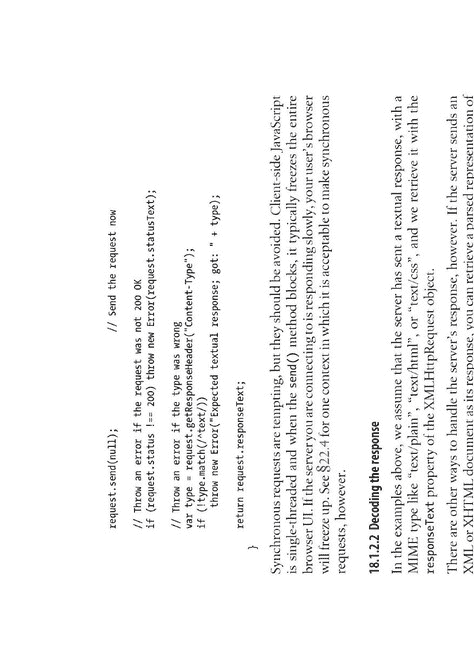 request.send(null); // Send the request now
// Throw an error if the request was not 200 OK
if (request.status !== 200) throw new Error(request.statusText);
// Throw an error if the type was wrong
var type = request.getResponseHeader("Content-Type");
if (!type.match(/^text/))
throw new Error("Expected textual response; got: " + type);
return request.responseText;
}
Synchronous requests are tempting, but they should be avoided. Client-side JavaScript
is single-threaded and when the send() method blocks, it typically freezes the entire
browser UI. If the server you are connecting to is responding slowly, your user's browser
will freeze up. See §22.4 for one context in which it is acceptable to make synchronous
requests, however.
18.1.2.2 Decoding the response
In the examples above, we assume that the server has sent a textual response, with a
MIME type like “text/plain”, “text/html”, or “text/css”, and we retrieve it with the
responseText property of the XMLHttpRequest object.
There are other ways to handle the server's response, however. If the server sends an
XML or XHTML document as its response, you can retrieve a parsed representation of